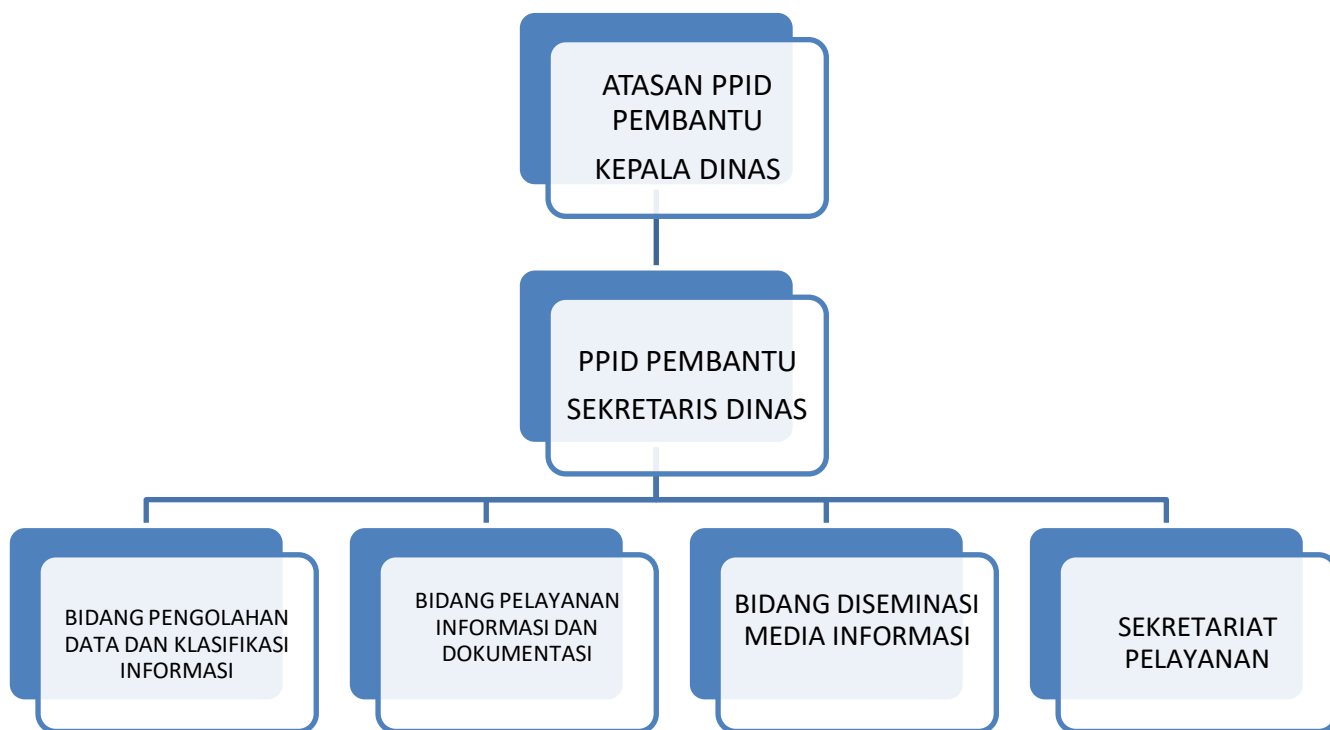 ATASAN PPID
PEMBANTU
KEPALA DINAS
PPID PEMBANTU
SEKRETARIS DINAS
BIDANG PENGOLAHAN
DATA DAN KLASIFIKASI
INFORMASI
BIDANG PELAYANAN
INFORMASI DAN
DOKUMENTASI
BIDANG DISEMINASI
MEDIA INFORMASI
SEKRETARIAT
PELAYANAN